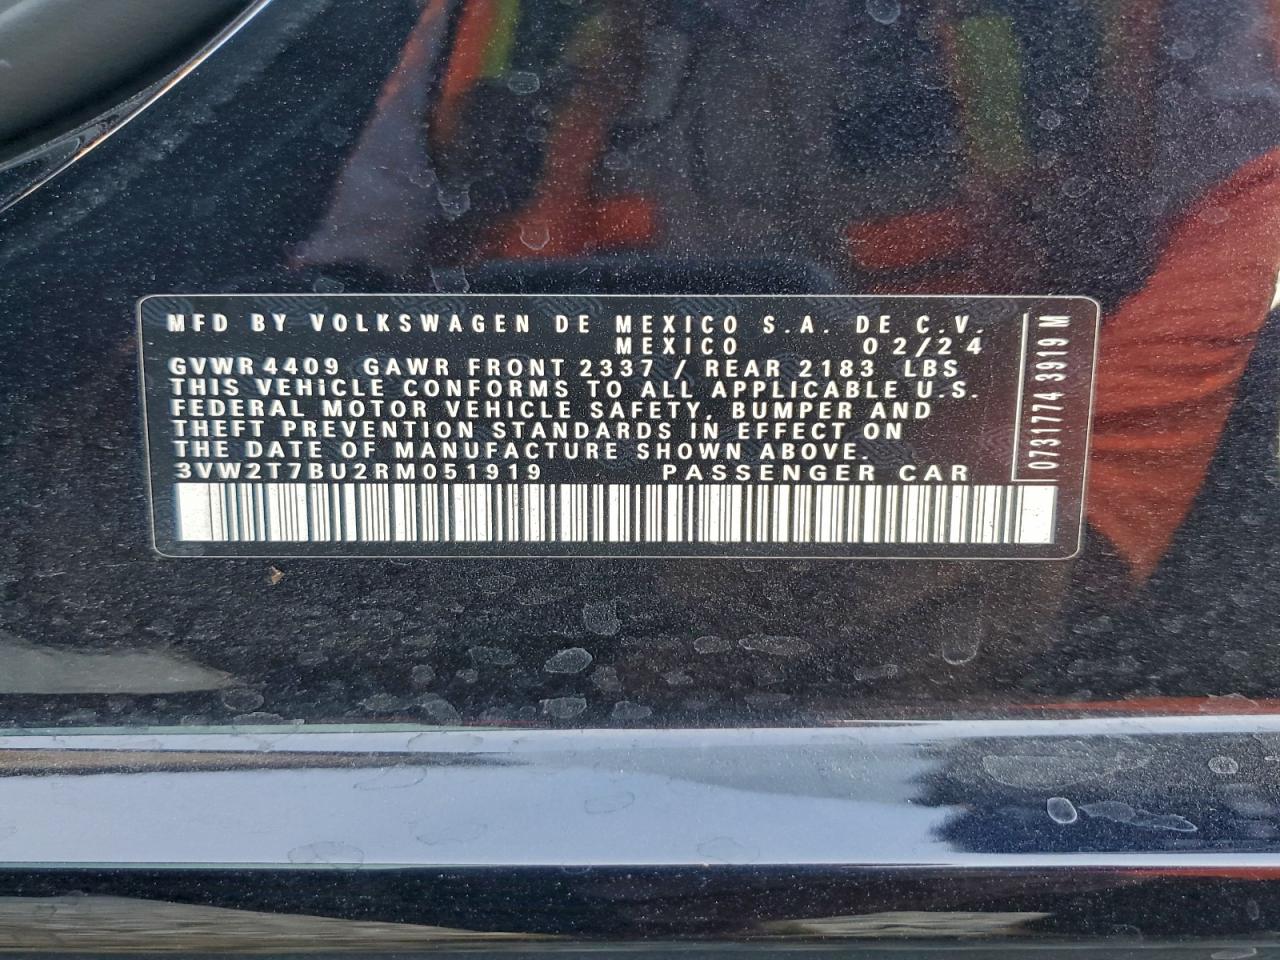 MFD BY VOLKSWAGEN DE MEXICO S.A. DE C.V.
MEXICO 02/24
GVWR 4409 GAWR FRONT 2337 / REAR 2183 LBS
THIS VEHICLE CONFORMS TO ALL APPLICABLE U.S.
FEDERAL MOTOR VEHICLE SAFETY, BUMPER AND
THEFT PREVENTION STANDARDS IN EFFECT ON
THE DATE OF MANUFACTURE SHOWN ABOVE.
3VW2T7BU2RM051919 PASSENGER CAR
0731774 3919 M